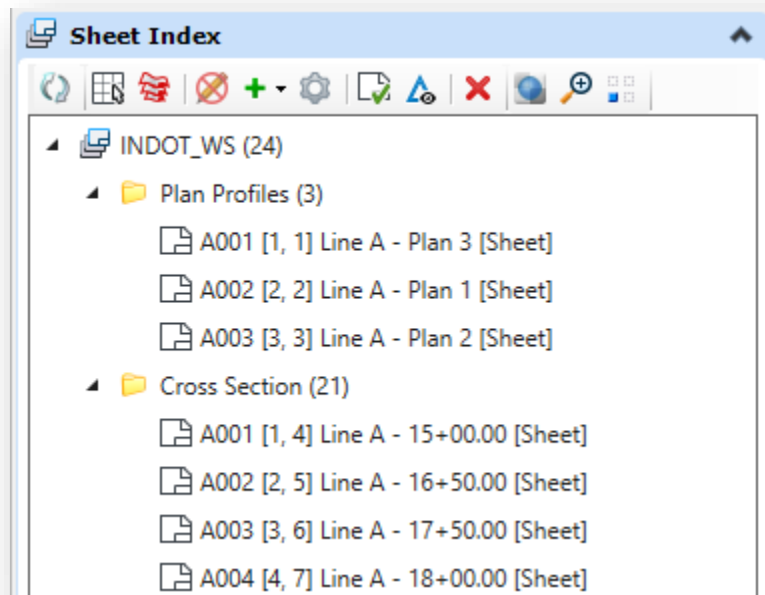 Sheet Index
INDOT_WS (24)
Plan Profiles (3)
A001 [1, 1] Line A - Plan 3 [Sheet]
A002 [2, 2] Line A - Plan 1 [Sheet]
A003 [3, 3] Line A - Plan 2 [Sheet]
Cross Section (21)
A001 [1, 4] Line A - 15+00.00 [Sheet]
A002 [2, 5] Line A - 16+50.00 [Sheet]
A003 [3, 6] Line A - 17+50.00 [Sheet]
A004 [4, 7] Line A - 18+00.00 [Sheet]